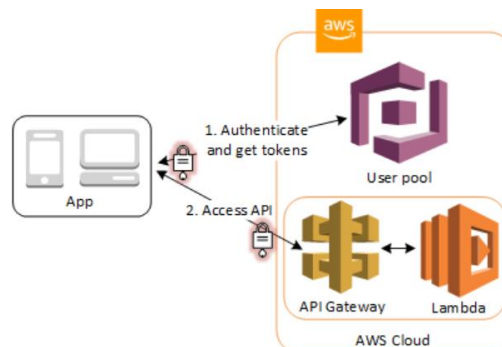 aws
1. Authenticate
and get tokens
User pool
App
2. Access API
API Gateway
Lambda
AWS Cloud